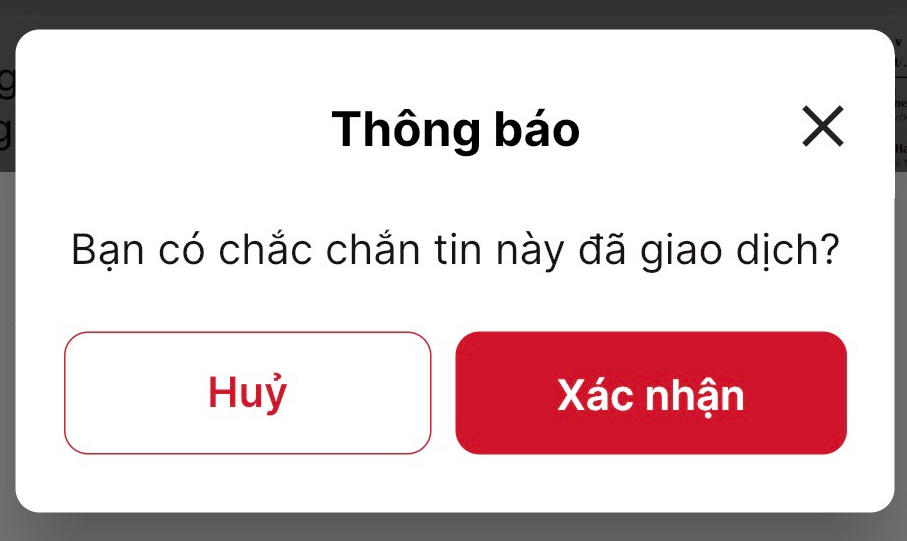 Thông báo
Bạn có chắc chắn tin này đã giao dịch?
Huỷ
Xác nhận